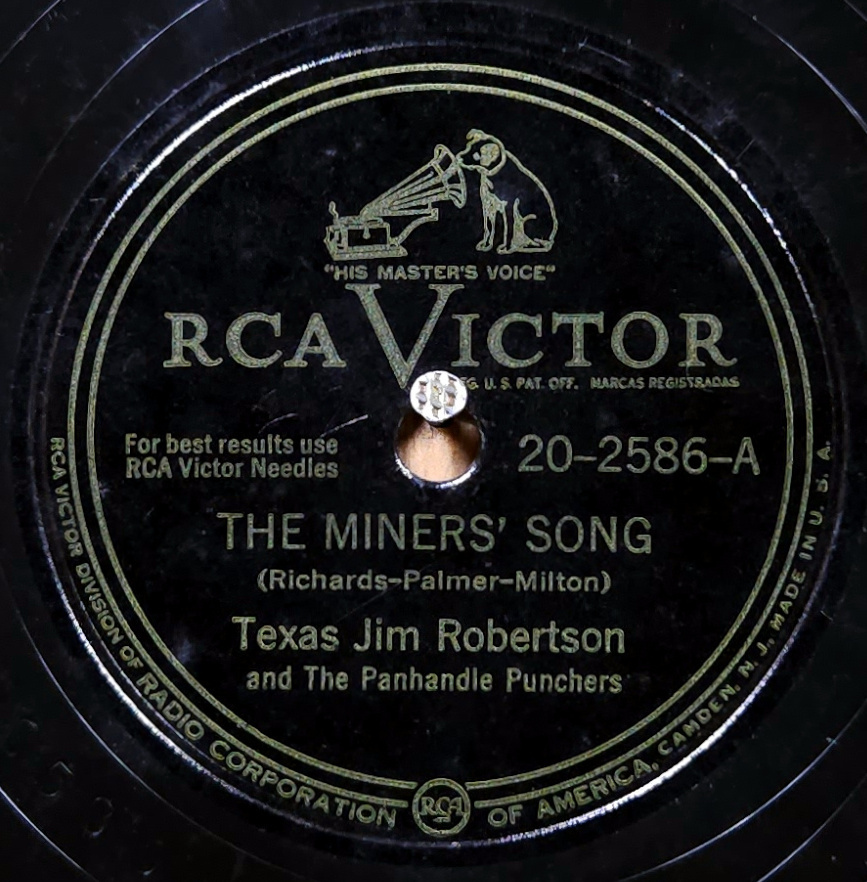 "HIS MASTER'S VOICE"
RCA VICTOR
U. S. PAT. OFF. MARCAS REGISTRADAS
For best results use
RCA Victor Needles
20-2586-A
THE MINERS' SONG
(Richards-Palmer-Milton)
Texas Jim Robertson
and The Panhandle Punchers
RCA VICTOR DIVISION OF RADIO CORPORATION OF AMERICA, CAMDEN, N. J. MADE IN U. S. A.
RCA